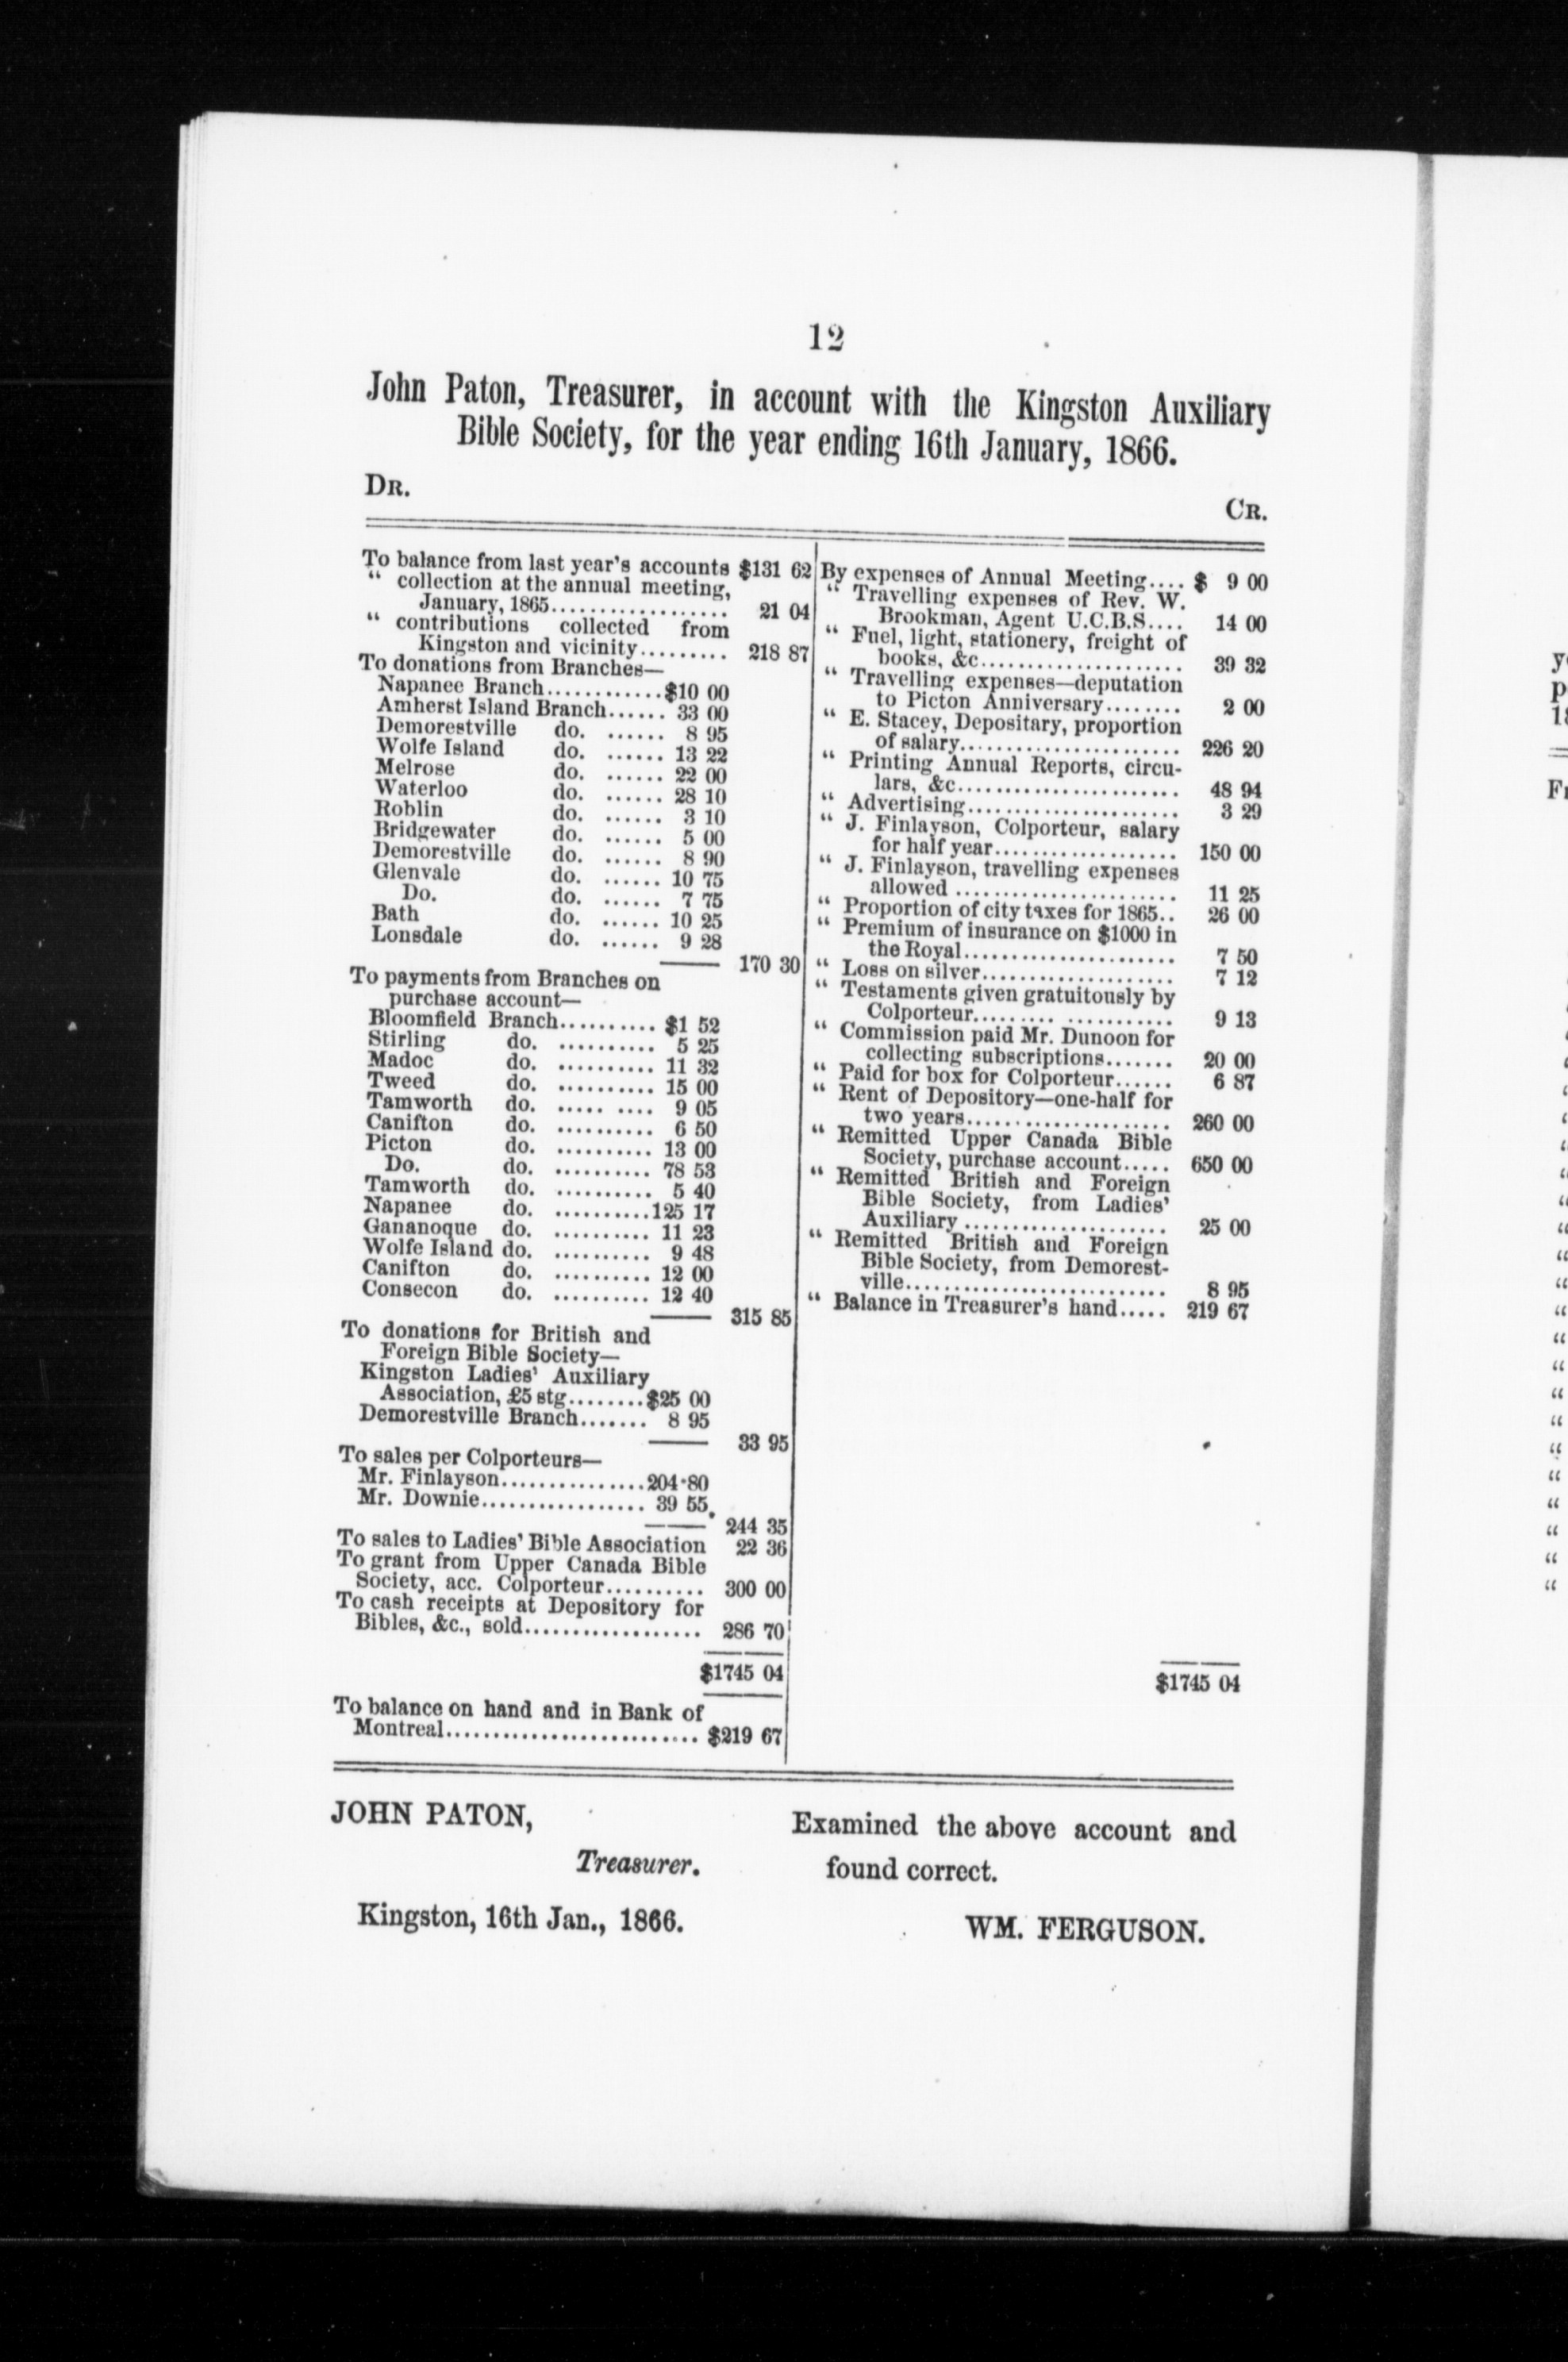 12
John Paton, Treasurer, in account with the Kingston Auxiliary
Bible Society, for the year ending 16th January, 1866.
DR.
CR.
To balance from last year's accounts $131 62
“ collection at the annual meeting,
January, 1865.................. 21 04
“ contributions collected from
Kingston and vicinity......... 218 87
To donations from Branches—
Napanee Branch............$10 00
Amherst Island Branch...... 33 00
Demorestville do. ...... 8 95
Wolfe Island do. ...... 13 22
Melrose do. ...... 22 00
Waterloo do. ...... 28 10
Roblin do. ...... 3 10
Bridgewater do. ...... 5 00
Demorestville do. ...... 8 90
Glenvale do. ...... 10 75
Do. do. ...... 7 75
Bath do. ...... 10 25
Lonsdale do. ...... 9 28
170 30
To payments from Branches on
purchase account—
Bloomfield Branch.......... $1 52
Stirling do. .......... 5 25
Madoc do. .......... 11 32
Tweed do. .......... 15 00
Tamworth do. ..... .... 9 05
Canifton do. .......... 6 50
Picton do. .......... 13 00
Do. do. .......... 78 53
Tamworth do. .......... 5 40
Napanee do. ..........125 17
Gananoque do. .......... 11 23
Wolfe Island do. .......... 9 48
Canifton do. .......... 12 00
Consecon do. .......... 12 40
315 85
To donations for British and
Foreign Bible Society—
Kingston Ladies' Auxiliary
Association, £5 stg........$25 00
Demorestville Branch....... 8 95
33 95
To sales per Colporteurs—
Mr. Finlayson...............204·80
Mr. Downie................. 39 55
244 35
To sales to Ladies' Bible Association 22 36
To grant from Upper Canada Bible
Society, acc. Colporteur.......... 300 00
To cash receipts at Depository for
Bibles, &c., sold.................. 286 70
$1745 04
To balance on hand and in Bank of
Montreal.......................... $219 67
By expenses of Annual Meeting.... $ 9 00
“ Travelling expenses of Rev. W.
Brookman, Agent U.C.B.S.... 14 00
“ Fuel, light, stationery, freight of
books, &c..................... 39 32
“ Travelling expenses—deputation
to Picton Anniversary........ 2 00
“ E. Stacey, Depositary, proportion
of salary....................... 226 20
“ Printing Annual Reports, circu-
lars, &c....................... 48 94
“ Advertising...................... 3 29
“ J. Finlayson, Colporteur, salary
for half year................... 150 00
“ J. Finlayson, travelling expenses
allowed ....................... 11 25
“ Proportion of city taxes for 1865.. 26 00
“ Premium of insurance on $1000 in
the Royal...................... 7 50
“ Loss on silver.................... 7 12
“ Testaments given gratuitously by
Colporteur......... ........... 9 13
“ Commission paid Mr. Dunoon for
collecting subscriptions....... 20 00
“ Paid for box for Colporteur...... 6 87
“ Rent of Depository—one-half for
two years..................... 260 00
“ Remitted Upper Canada Bible
Society, purchase account..... 650 00
“ Remitted British and Foreign
Bible Society, from Ladies'
Auxiliary ..................... 25 00
“ Remitted British and Foreign
Bible Society, from Demorest-
ville........................... 8 95
“ Balance in Treasurer's hand..... 219 67
$1745 04
JOHN PATON,
Treasurer.
Kingston, 16th Jan., 1866.
Examined the above account and
found correct.
WM. FERGUSON.